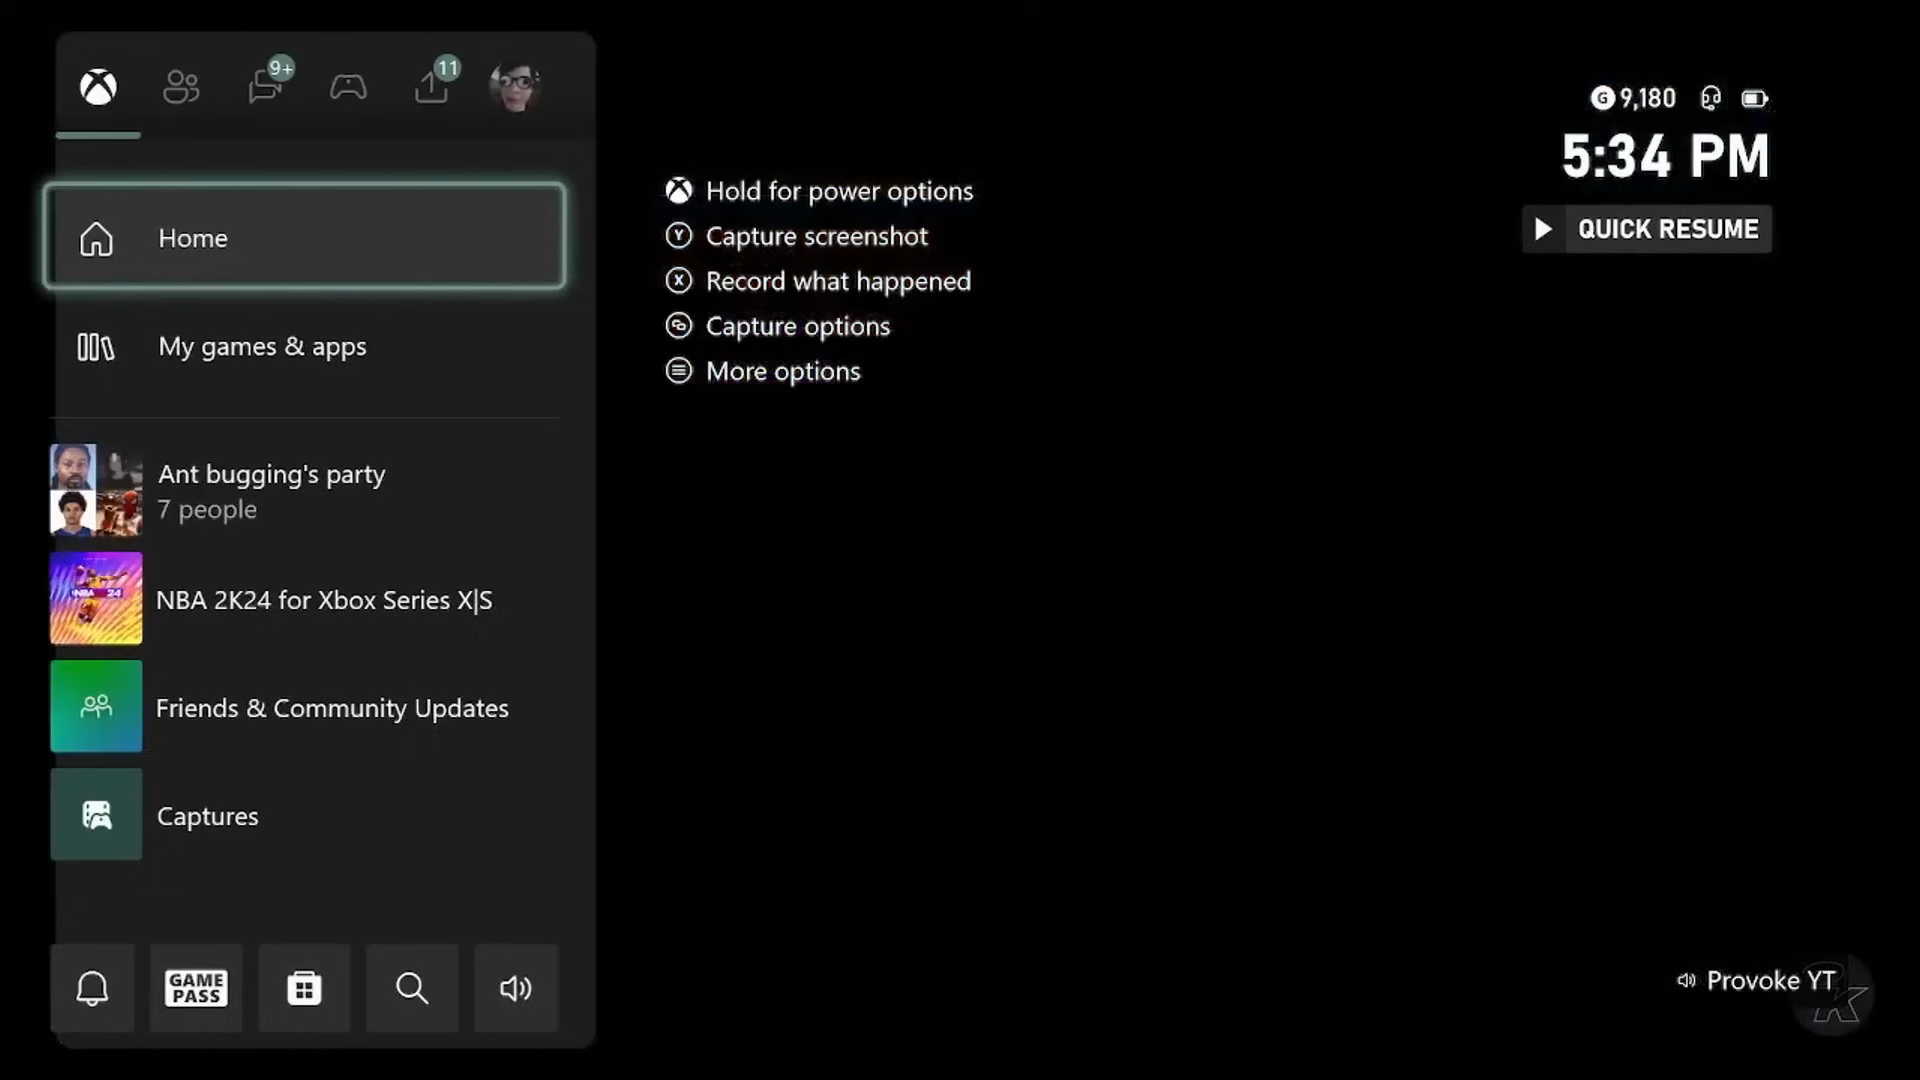 9+
11
G 9,180
5:34 PM
QUICK RESUME
Home
My games & apps
Hold for power options
Y Capture screenshot
X Record what happened
Capture options
More options
Ant bugging's party
7 people
NBA 24
NBA 2K24 for Xbox Series X|S
Friends & Community Updates
Captures
GAME
PASS
Provoke YT